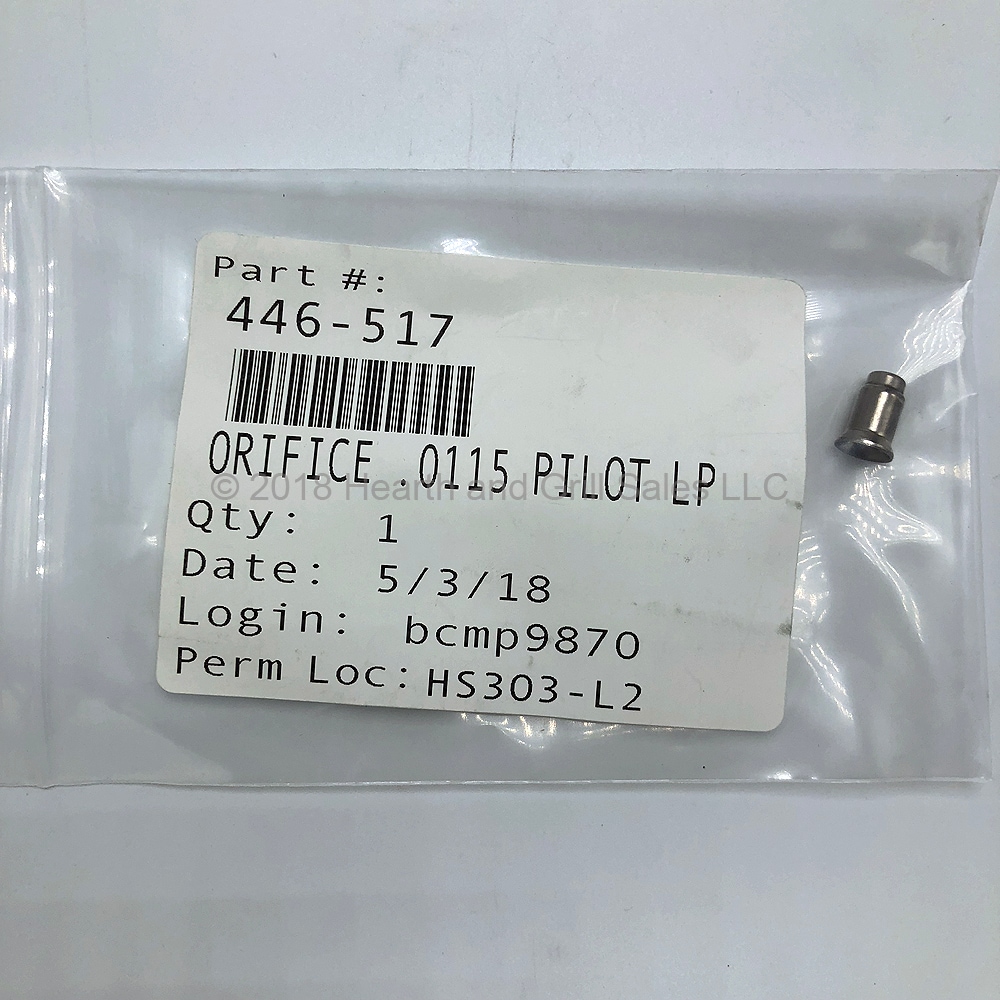 Part #:
446-517
ORIFICE .0115 PILOT LP
© 2018 Hearth and Grill Sales LLC
Qty: 1
Date: 5/3/18
Login: bcmp9870
Perm Loc: HS303-L2